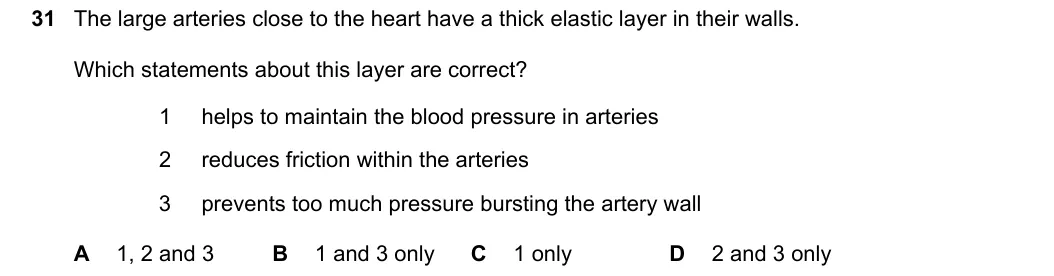 31 The large arteries close to the heart have a thick elastic layer in their walls.
Which statements about this layer are correct?
1 helps to maintain the blood pressure in arteries
2 reduces friction within the arteries
3 prevents too much pressure bursting the artery wall
A 1, 2 and 3 B 1 and 3 only C 1 only D 2 and 3 only